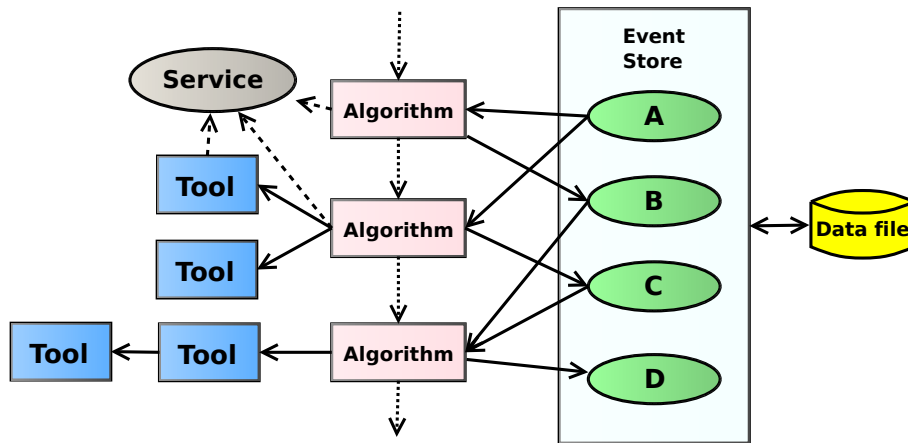 Event
Store
Service
Algorithm
A
Tool
B
Algorithm
Data file
Tool
C
Tool
Tool
Algorithm
D